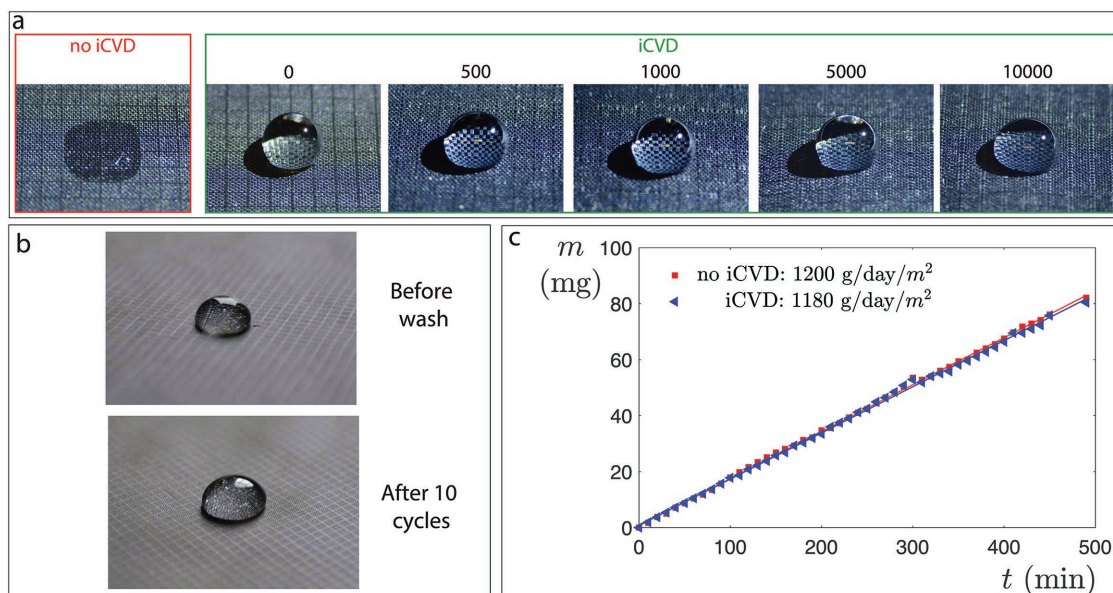 a
no iCVD
iCVD
0 500 1000 5000 10000
b
Before
wash
After 10
cycles
c
m
(mg)
100
80
60
40
20
0
no iCVD: 1200 g/day/m²
iCVD: 1180 g/day/m²
0 100 200 300 400 500
t (min)